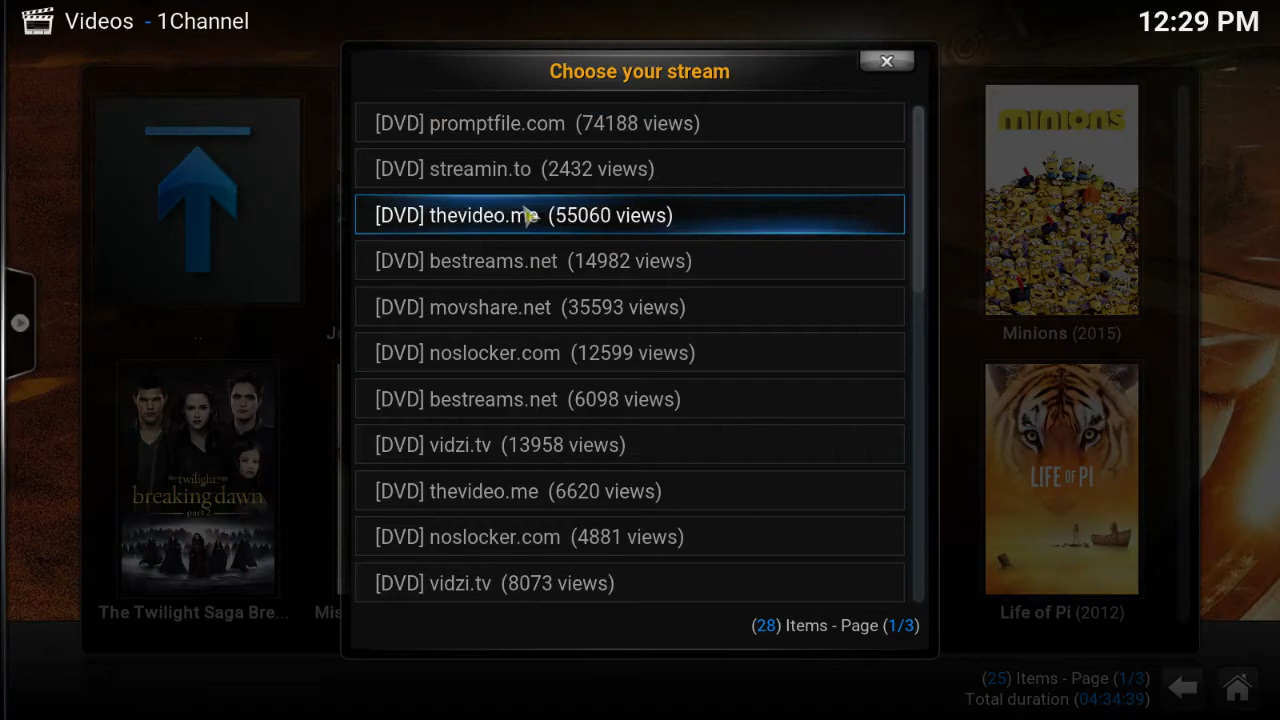 Videos - 1Channel
12:29 PM
Choose your stream
[DVD] promptfile.com (74188 views)
[DVD] streamin.to (2432 views)
[DVD] thevideo.me (55060 views)
[DVD] bestreams.net (14982 views)
[DVD] movshare.net (35593 views)
[DVD] noslocker.com (12599 views)
[DVD] bestreams.net (6098 views)
[DVD] vidzi.tv (13958 views)
[DVD] thevideo.me (6620 views)
[DVD] noslocker.com (4881 views)
[DVD] vidzi.tv (8073 views)
(28) Items - Page (1/3)
..
the twilight saga
breaking dawn
part 2
The Twilight Saga Bre...
minions
Minions (2015)
LIFE OF PI
Life of Pi (2012)
(25) Items - Page (1/3)
Total duration (04:34:39)